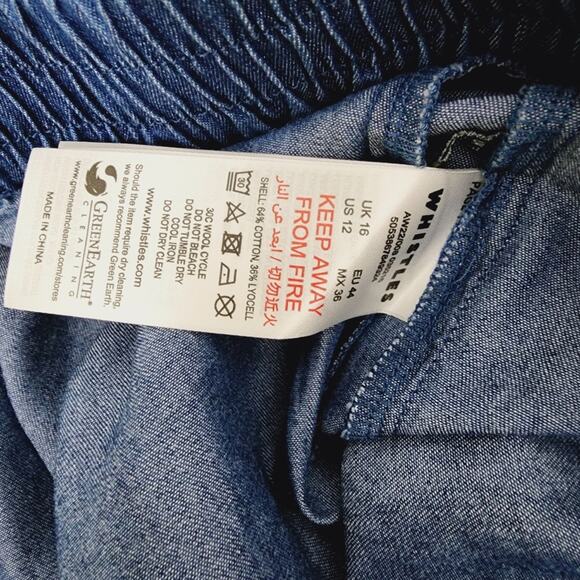 WHISTLES
UK 16 EU 44
US 12 MX 36
KEEP AWAY
FROM FIRE
ابعد عن النار / 切勿近火
SHELL: 64% COTTON, 36% LYOCELL
30
30C WOOL CYCLE
DO NOT BLEACH
DO NOT TUMBLE DRY
COOL IRON
DO NOT DRY CLEAN
www.whistles.com
Should the item require dry cleaning,
we always recommend Green Earth.
GREENEARTH®
CLEANING
www.greenearthcleaning.com/stores
MADE IN CHINA